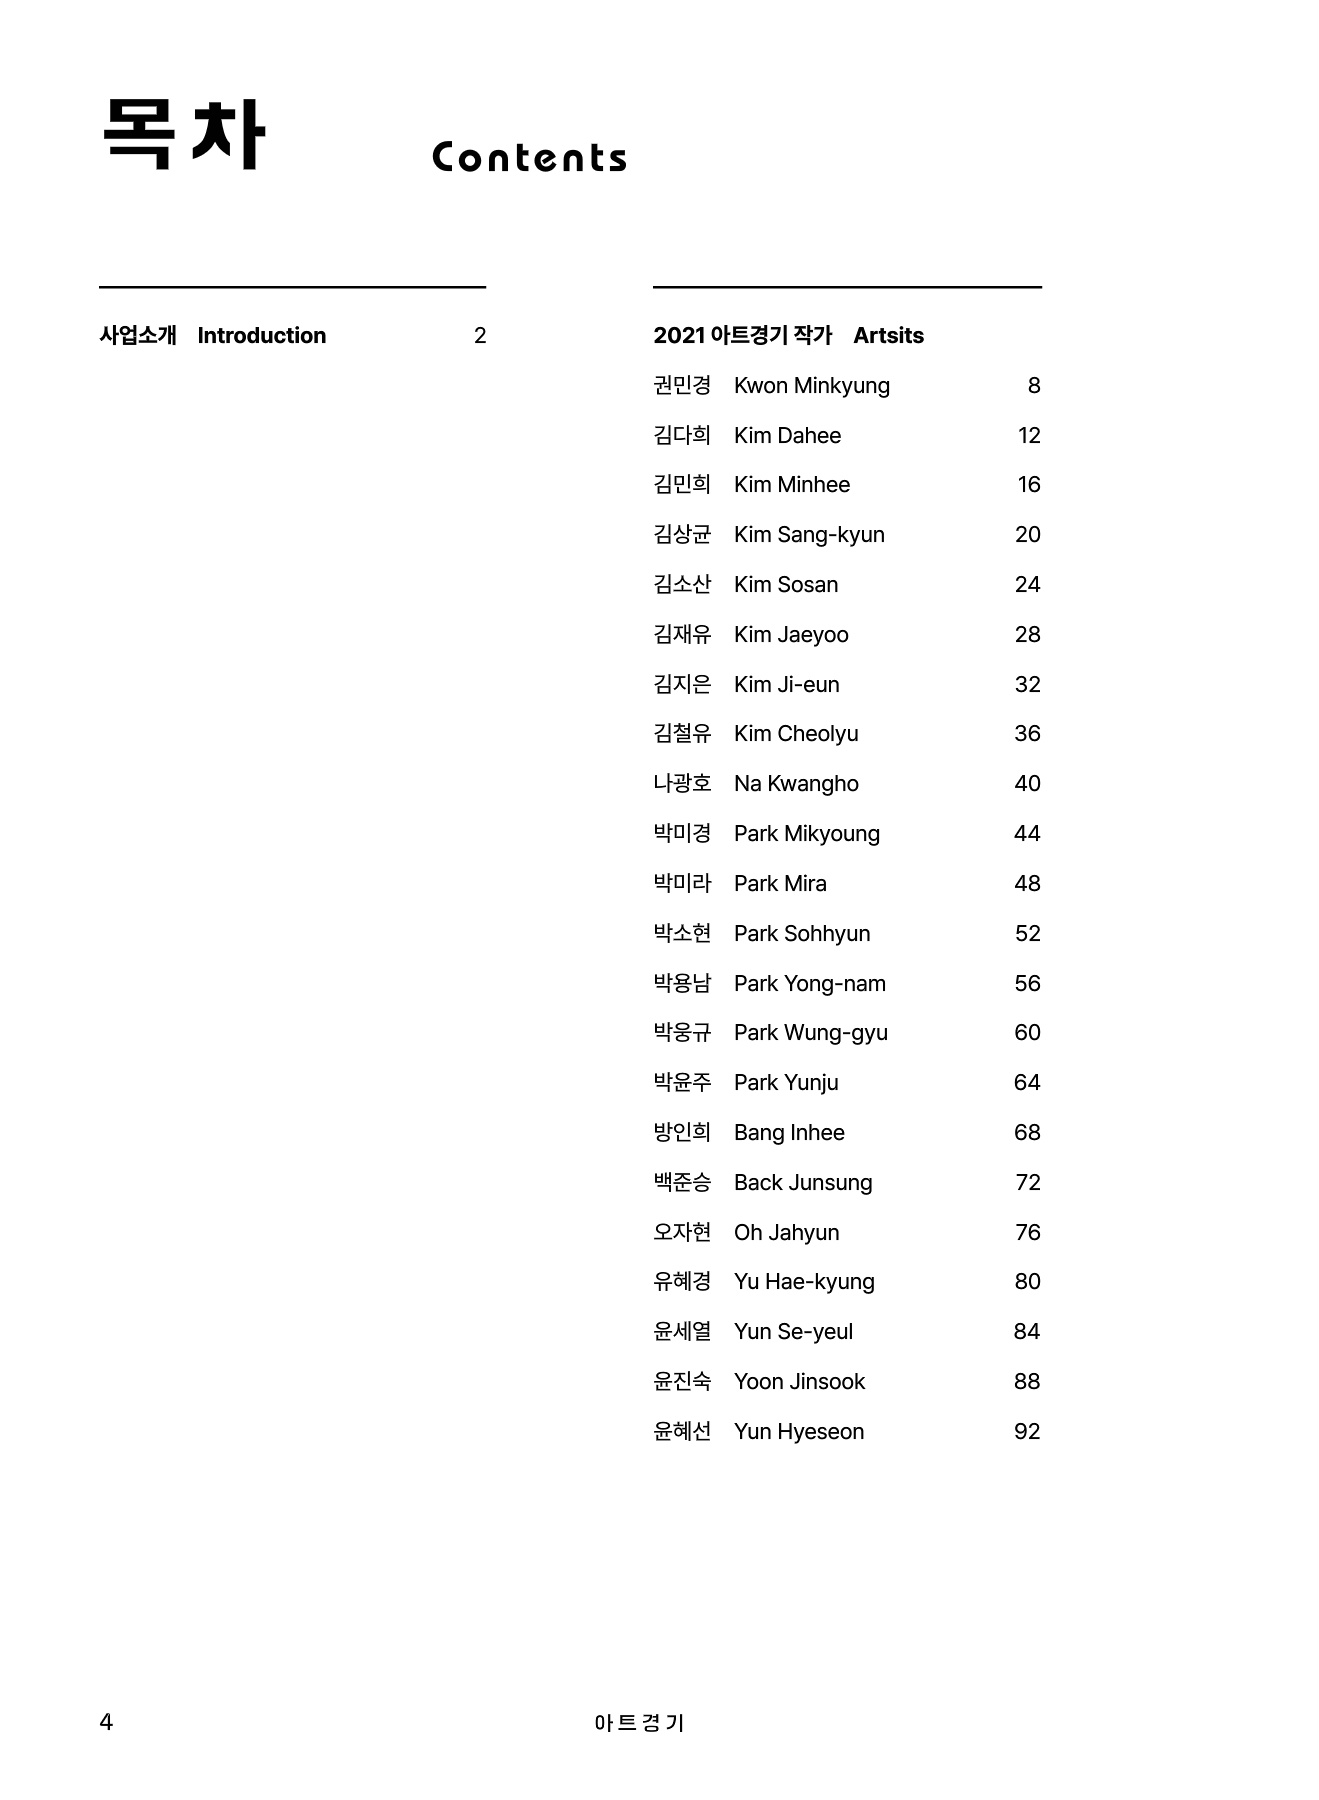 목차 Contents
사업소개 Introduction 2
2021 아트경기 작가 Artsits
권민경 Kwon Minkyung 8
김다희 Kim Dahee 12
김민희 Kim Minhee 16
김상균 Kim Sang-kyun 20
김소산 Kim Sosan 24
김재유 Kim Jaeyoo 28
김지은 Kim Ji-eun 32
김철유 Kim Cheolyu 36
나광호 Na Kwangho 40
박미경 Park Mikyoung 44
박미라 Park Mira 48
박소현 Park Sohhyun 52
박용남 Park Yong-nam 56
박웅규 Park Wung-gyu 60
박윤주 Park Yunju 64
방인희 Bang Inhee 68
백준승 Back Junsung 72
오자현 Oh Jahyun 76
유혜경 Yu Hae-kyung 80
윤세열 Yun Se-yeul 84
윤진숙 Yoon Jinsook 88
윤혜선 Yun Hyeseon 92
4 아트경기